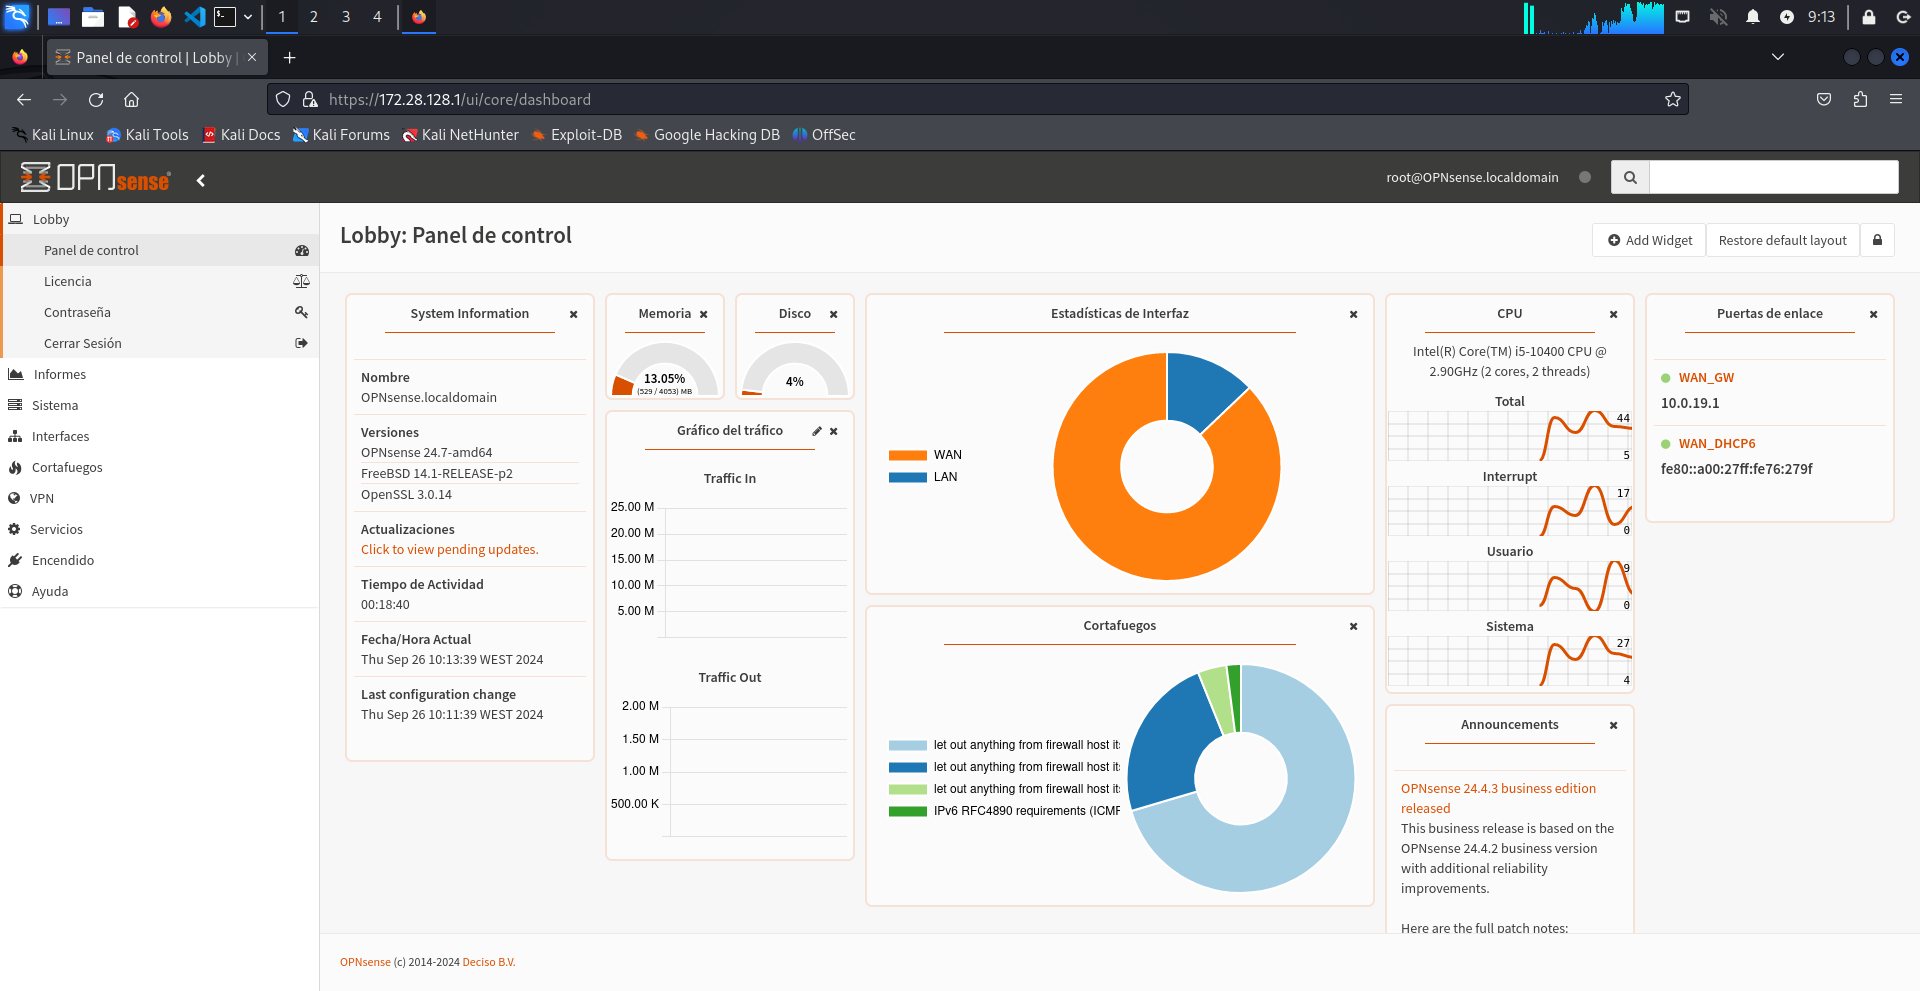 1 2 3 4
9:13
Panel de control | Lobby |
https://172.28.128.1/ui/core/dashboard
Kali Linux Kali Tools Kali Docs Kali Forums Kali NetHunter Exploit-DB Google Hacking DB OffSec
OPNsense
root@OPNsense.localdomain
Lobby
Panel de control
Licencia
Contraseña
Cerrar Sesión
Informes
Sistema
Interfaces
Cortafuegos
VPN
Servicios
Encendido
Ayuda
Lobby: Panel de control
Add Widget
Restore default layout
System Information
Nombre
OPNsense.localdomain
Versiones
OPNsense 24.7-amd64
FreeBSD 14.1-RELEASE-p2
OpenSSL 3.0.14
Actualizaciones
Click to view pending updates.
Tiempo de Actividad
00:18:40
Fecha/Hora Actual
Thu Sep 26 10:13:39 WEST 2024
Last configuration change
Thu Sep 26 10:11:39 WEST 2024
Memoria
13.05%
(529 / 4053) MB
Disco
4%
Gráfico del tráfico
Traffic In
25.00 M
20.00 M
15.00 M
10.00 M
5.00 M
Traffic Out
2.00 M
1.50 M
1.00 M
500.00 K
Estadísticas de Interfaz
WAN
LAN
Cortafuegos
let out anything from firewall host it
let out anything from firewall host it
let out anything from firewall host it
IPv6 RFC4890 requirements (ICMP
CPU
Intel(R) Core(TM) i5-10400 CPU @
2.90GHz (2 cores, 2 threads)
Total
44
5
Interrupt
17
0
Usuario
9
0
Sistema
27
4
Announcements
OPNsense 24.4.3 business edition
released
This business release is based on the
OPNsense 24.4.2 business version
with additional reliability
improvements.
Here are the full patch notes:
Puertas de enlace
WAN_GW
10.0.19.1
WAN_DHCP6
fe80::a00:27ff:fe76:279f
OPNsense (c) 2014-2024 Deciso B.V.